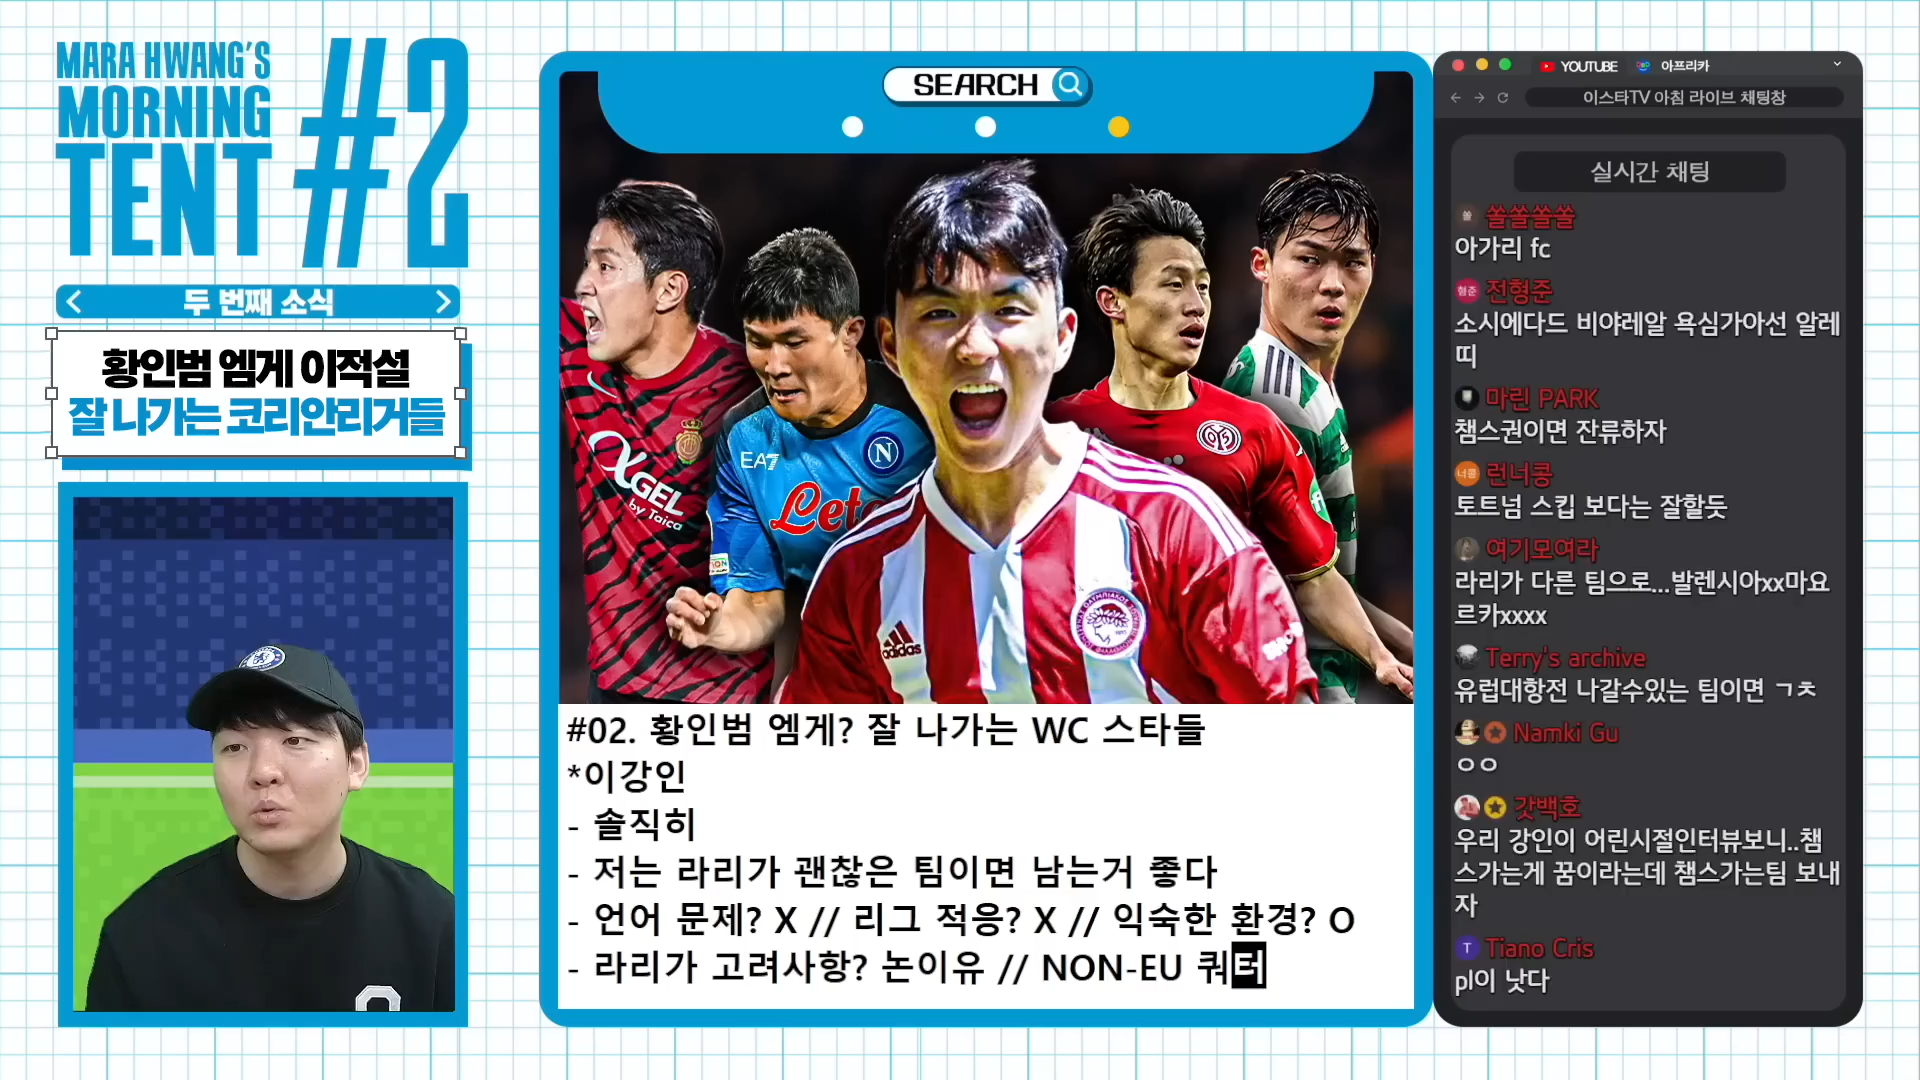 MARA HWANG'S
MORNING
TENT
#2
두 번째 소식
황인범 엠게 이적설
잘 나가는 코리안리거들
SEARCH
αGEL
by Taica
EA7
N
Lete
adidas
#02. 황인범 엠게? 잘 나가는 WC 스타들
*이강인
- 솔직히
- 저는 라리가 괜찮은 팀이면 남는거 좋다
- 언어 문제? X // 리그 적응? X // 익숙한 환경? O
- 라리가 고려사항? 논이유 // NON-EU 쿼터
YOUTUBE 아프리카
이스타TV 아침 라이브 채팅창
실시간 채팅
쏠 쏠쏠쏠쏠
아가리 fc
형준 전형준
소시에다드 비야레알 욕심가아선 알레
띠
마린 PARK
챔스권이면 잔류하자
너콩 런너콩
토트넘 스킵 보다는 잘할듯
여기모여라
라리가 다른 팀으로...발렌시아xx마요
르카xxxx
Terry's archive
유럽대항전 나갈수있는 팀이면 ㄱㅊ
Namki Gu
ㅇㅇ
갓백호
우리 강인이 어린시절인터뷰보니..챔
스가는게 꿈이라는데 챔스가는팀 보내
자
T Tiano Cris
pl이 낫다